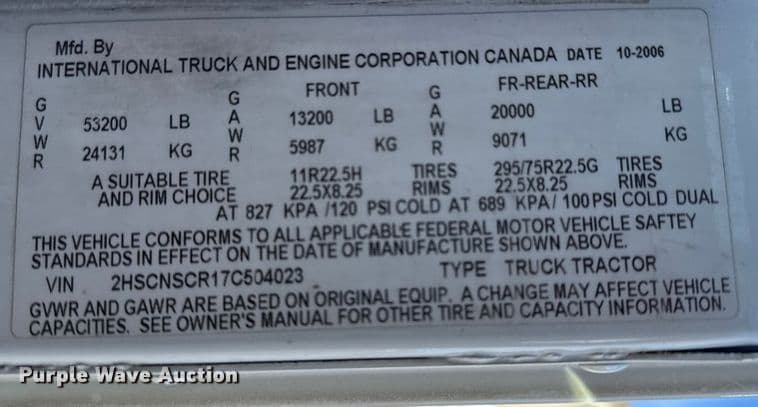 Mfd. By
INTERNATIONAL TRUCK AND ENGINE CORPORATION CANADA DATE 10-2006
GVWR 53200 LB 24131 KG
GAWR FRONT 13200 LB 5987 KG
GAWR FR-REAR-RR 20000 LB 9071 KG
A SUITABLE TIRE 11R22.5H TIRES 295/75R22.5G TIRES
AND RIM CHOICE 22.5X8.25 RIMS 22.5X8.25 RIMS
AT 827 KPA /120 PSI COLD AT 689 KPA/ 100 PSI COLD DUAL
THIS VEHICLE CONFORMS TO ALL APPLICABLE FEDERAL MOTOR VEHICLE SAFTEY
STANDARDS IN EFFECT ON THE DATE OF MANUFACTURE SHOWN ABOVE.
VIN 2HSCNSCR17C504023 TYPE TRUCK TRACTOR
GVWR AND GAWR ARE BASED ON ORIGINAL EQUIP. A CHANGE MAY AFFECT VEHICLE
CAPACITIES. SEE OWNER'S MANUAL FOR OTHER TIRE AND CAPACITY INFORMATION.
Purple Wave Auction